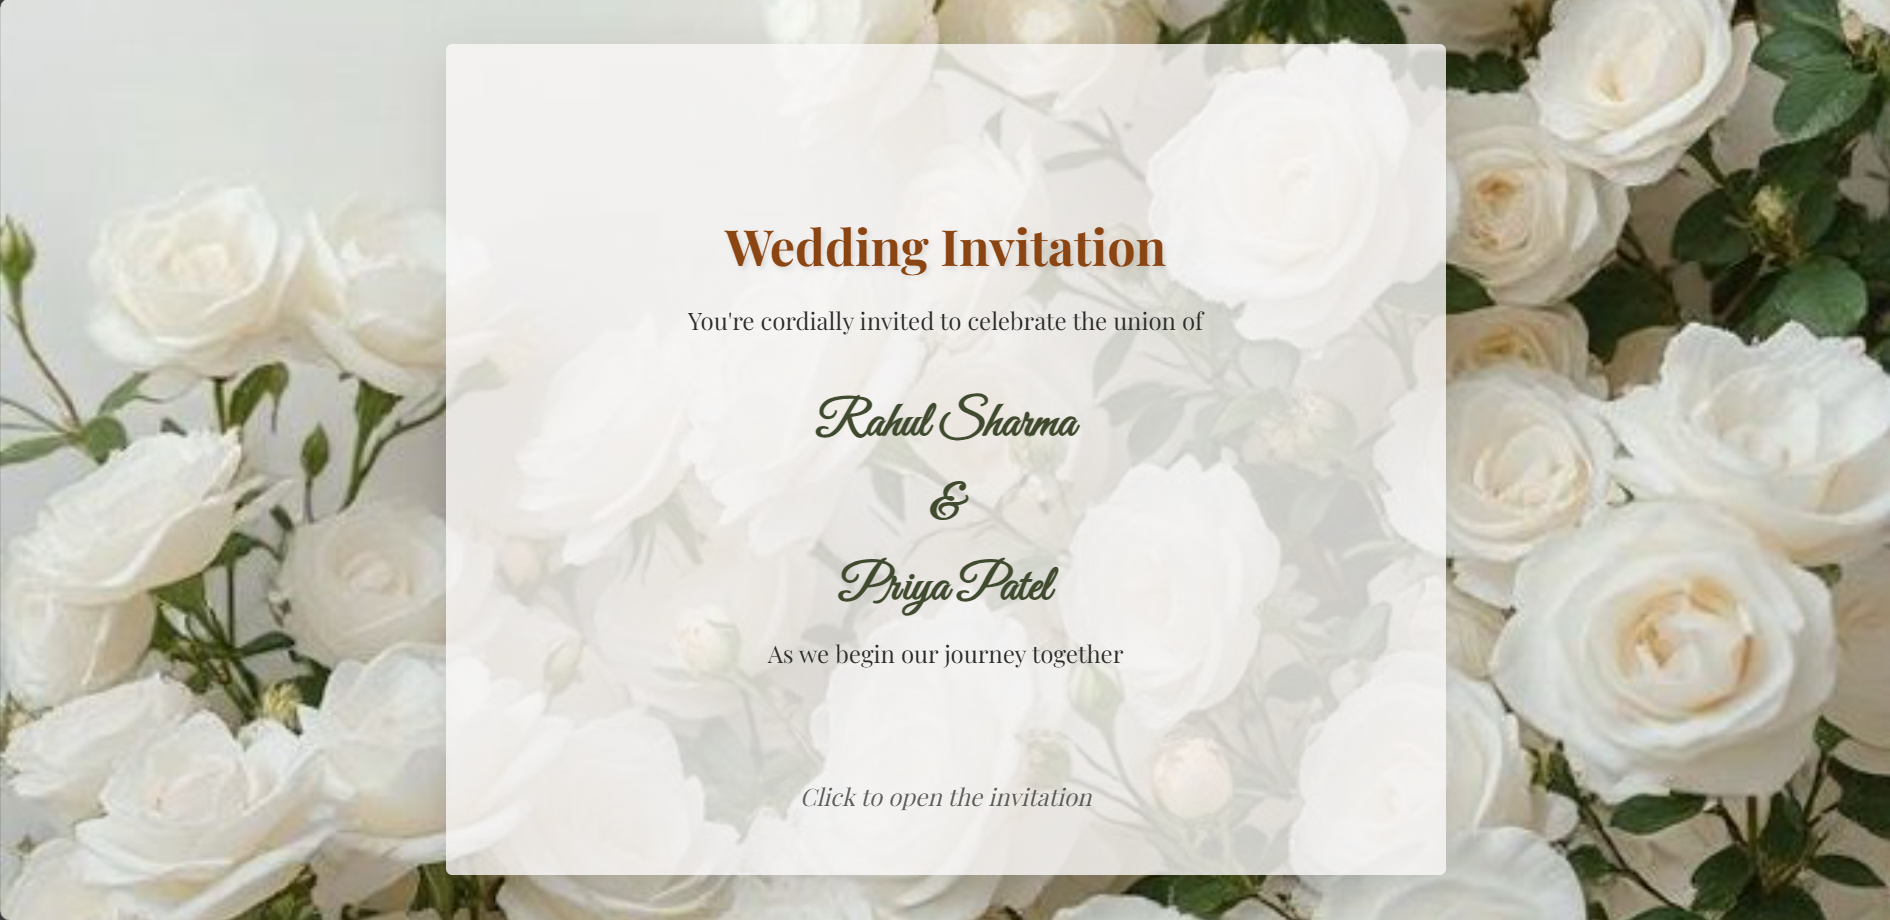 Wedding Invitation
You're cordially invited to celebrate the union of
Rahul Sharma
&
Priya Patel
As we begin our journey together
Click to open the invitation